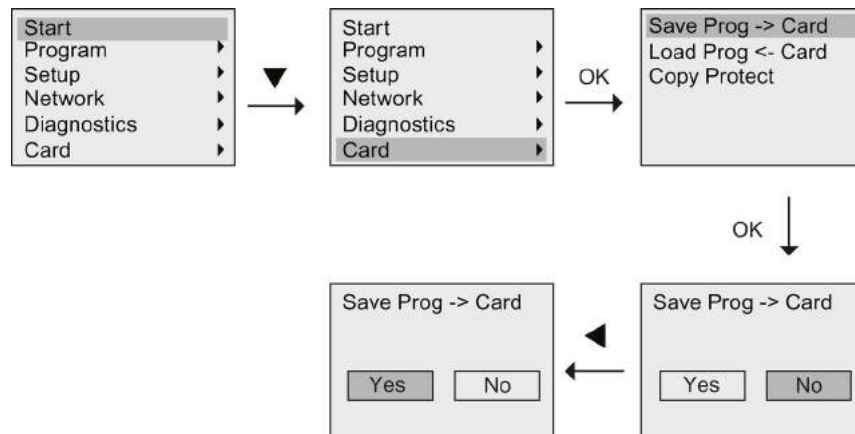 Start
Program
Setup
Network
Diagnostics
Card
Start
Program
Setup
Network
Diagnostics
Card
OK
Save Prog -> Card
Load Prog <- Card
Copy Protect
OK
Save Prog -> Card
Yes No
Save Prog -> Card
Yes No